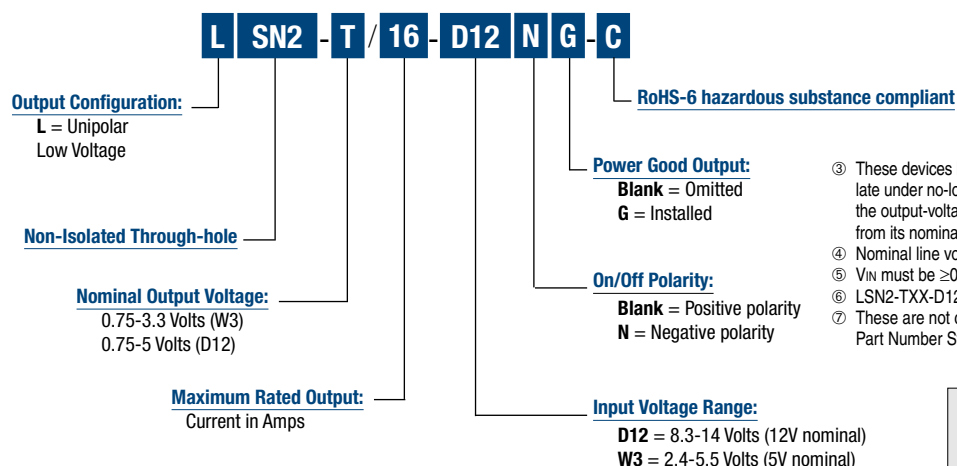 L SN2 - T / 16 - D12 N G - C
RoHS-6 hazardous substance compliant
Output Configuration:
L = Unipolar
Low Voltage
Power Good Output:
Blank = Omitted
G = Installed
Non-Isolated Through-hole
On/Off Polarity:
Blank = Positive polarity
N = Negative polarity
Nominal Output Voltage:
0.75-3.3 Volts (W3)
0.75-5 Volts (D12)
Maximum Rated Output:
Current in Amps
Input Voltage Range:
D12 = 8.3-14 Volts (12V nominal)
W3 = 2.4-5.5 Volts (5V nominal)
③ These devices
late under no-lo
the output-volta
from its nomina
④ Nominal line vo
⑤ VIN must be ≥0
⑥ LSN2-TXX-D12
⑦ These are not
Part Number S